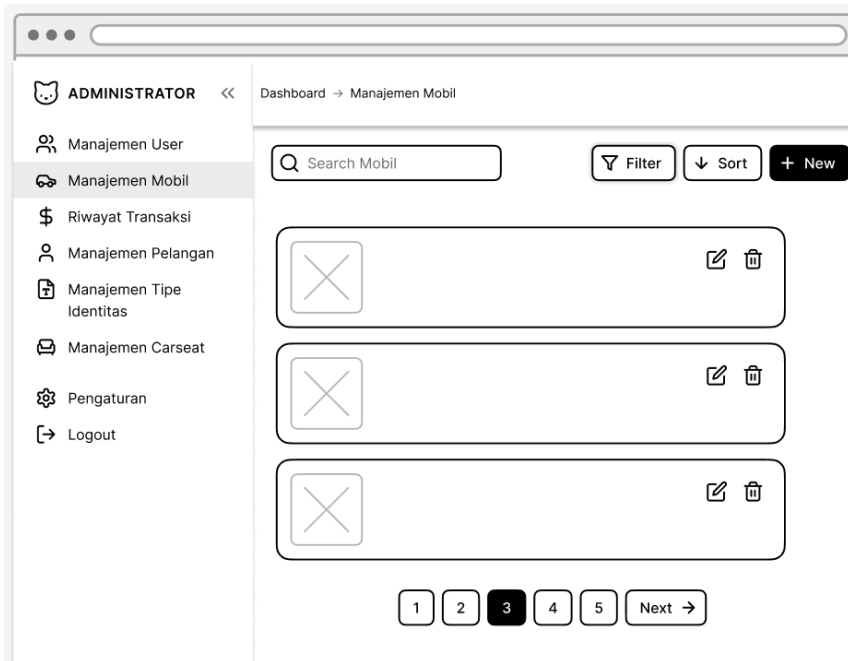 ADMINISTRATOR
Dashboard → Manajemen Mobil
Manajemen User
Manajemen Mobil
Riwayat Transaksi
Manajemen Pelangan
Manajemen Tipe
Identitas
Manajemen Carseat
Pengaturan
Logout
Search Mobil
Filter
Sort
+ New
1
2
3
4
5
Next →